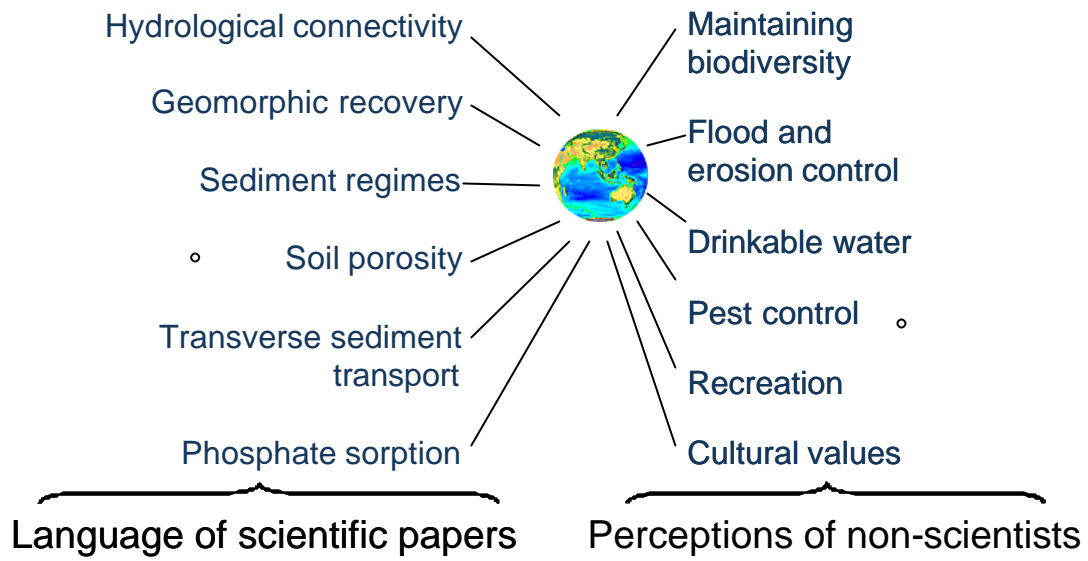 Hydrological connectivity
Geomorphic recovery
Sediment regimes
Soil porosity
Transverse sediment
transport
Phosphate sorption
Language of scientific papers
Maintaining
biodiversity
Flood and
erosion control
Drinkable water
Pest control
Recreation
Cultural values
Perceptions of non-scientists